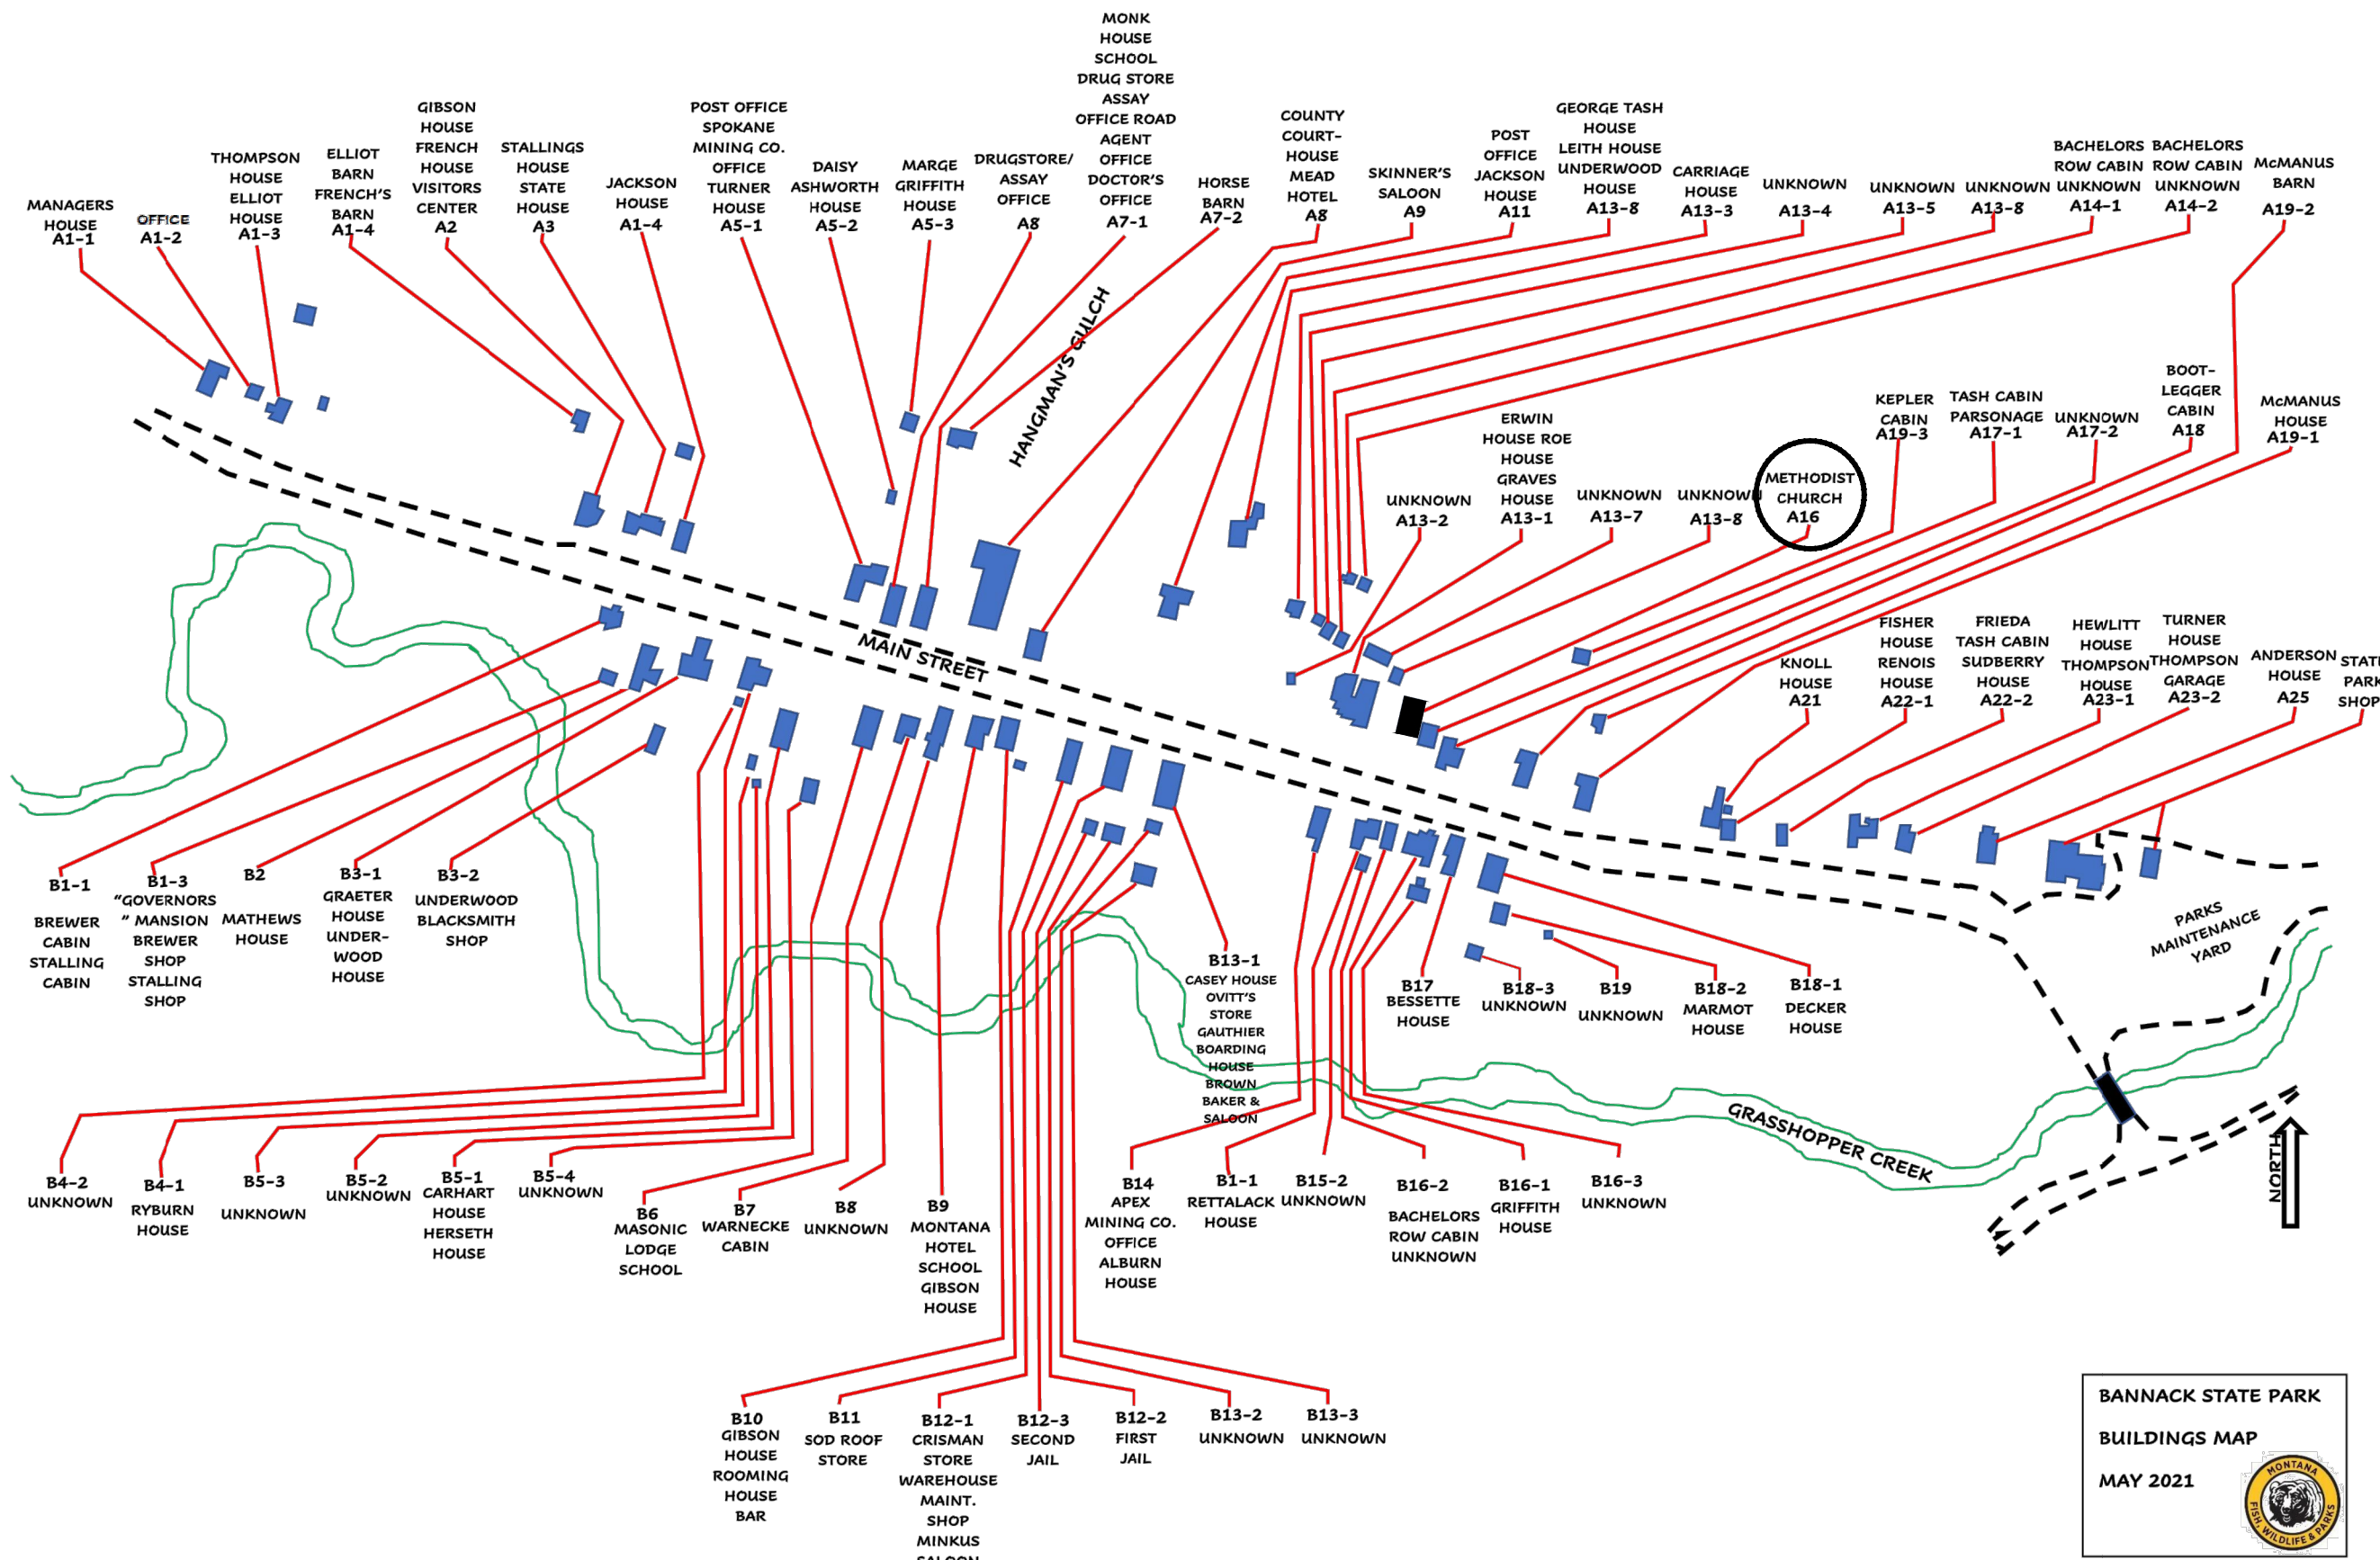 MANAGERS
HOUSE
A1-1
OFFICE
A1-2
THOMPSON
HOUSE
ELLIOT
HOUSE
A1-3
ELLIOT
BARN
FRENCH'S
BARN
A1-4
GIBSON
HOUSE
FRENCH
HOUSE
VISITORS
CENTER
A2
STALLINGS
HOUSE
STATE
HOUSE
A3
JACKSON
HOUSE
A1-4
POST OFFICE
SPOKANE
MINING CO.
OFFICE
TURNER
HOUSE
A5-1
DAISY
ASHWORTH
HOUSE
A5-2
MARGE
GRIFFITH
HOUSE
A5-3
DRUGSTORE/
ASSAY
OFFICE
A8
MONK
HOUSE
SCHOOL
DRUG STORE
ASSAY
OFFICE ROAD
AGENT
OFFICE
DOCTOR'S
OFFICE
A7-1
HORSE
BARN
A7-2
COUNTY
COURT-
HOUSE
MEAD
HOTEL
A8
SKINNER'S
SALOON
A9
POST
OFFICE
JACKSON
HOUSE
A11
GEORGE TASH
HOUSE
LEITH HOUSE
UNDERWOOD
HOUSE
A13-8
CARRIAGE
HOUSE
A13-3
UNKNOWN
A13-4
UNKNOWN
A13-5
UNKNOWN
A13-8
BACHELORS
ROW CABIN
UNKNOWN
A14-1
BACHELORS
ROW CABIN
UNKNOWN
A14-2
McMANUS
BARN
A19-2
HANGMAN'S GULCH
UNKNOWN
A13-2
ERWIN
HOUSE ROE
HOUSE
GRAVES
HOUSE
A13-1
UNKNOWN
A13-7
UNKNOWN
A13-8
METHODIST
CHURCH
A16
KEPLER
CABIN
A19-3
TASH CABIN
PARSONAGE
A17-1
UNKNOWN
A17-2
BOOT-
LEGGER
CABIN
A18
McMANUS
HOUSE
A19-1
MAIN STREET
KNOLL
HOUSE
A21
FISHER
HOUSE
RENOIS
HOUSE
A22-1
FRIEDA
TASH CABIN
SUDBERRY
HOUSE
A22-2
HEWLITT
HOUSE
THOMPSON
HOUSE
A23-1
TURNER
HOUSE
THOMPSON
GARAGE
A23-2
ANDERSON
HOUSE
A25
STATE
PARK
SHOP
B1-1
BREWER
CABIN
STALLING
CABIN
B1-3
"GOVERNORS
" MANSION
BREWER
SHOP
STALLING
SHOP
B2
MATHEWS
HOUSE
B3-1
GRAETER
HOUSE
UNDER-
WOOD
HOUSE
B3-2
UNDERWOOD
BLACKSMITH
SHOP
B13-1
CASEY HOUSE
OVITT'S
STORE
GAUTHIER
BOARDING
HOUSE
BROWN
BAKER &
SALOON
B17
BESSETTE
HOUSE
B18-3
UNKNOWN
B19
UNKNOWN
B18-2
MARMOT
HOUSE
B18-1
DECKER
HOUSE
PARKS
MAINTENANCE
YARD
GRASSHOPPER CREEK
NORTH
B4-2
UNKNOWN
B4-1
RYBURN
HOUSE
B5-3
UNKNOWN
B5-2
UNKNOWN
B5-1
CARHART
HOUSE
HERSETH
HOUSE
B5-4
UNKNOWN
B6
MASONIC
LODGE
SCHOOL
B7
WARNECKE
CABIN
B8
UNKNOWN
B9
MONTANA
HOTEL
SCHOOL
GIBSON
HOUSE
B14
APEX
MINING CO.
OFFICE
ALBURN
HOUSE
B1-1
RETTALACK
HOUSE
B15-2
UNKNOWN
B16-2
BACHELORS
ROW CABIN
UNKNOWN
B16-1
GRIFFITH
HOUSE
B16-3
UNKNOWN
B10
GIBSON
HOUSE
ROOMING
HOUSE
BAR
B11
SOD ROOF
STORE
B12-1
CRISMAN
STORE
WAREHOUSE
MAINT.
SHOP
MINKUS
SALOON
B12-3
SECOND
JAIL
B12-2
FIRST
JAIL
B13-2
UNKNOWN
B13-3
UNKNOWN
BANNACK STATE PARK
BUILDINGS MAP
MAY 2021
MONTANA
FISH, WILDLIFE & PARKS